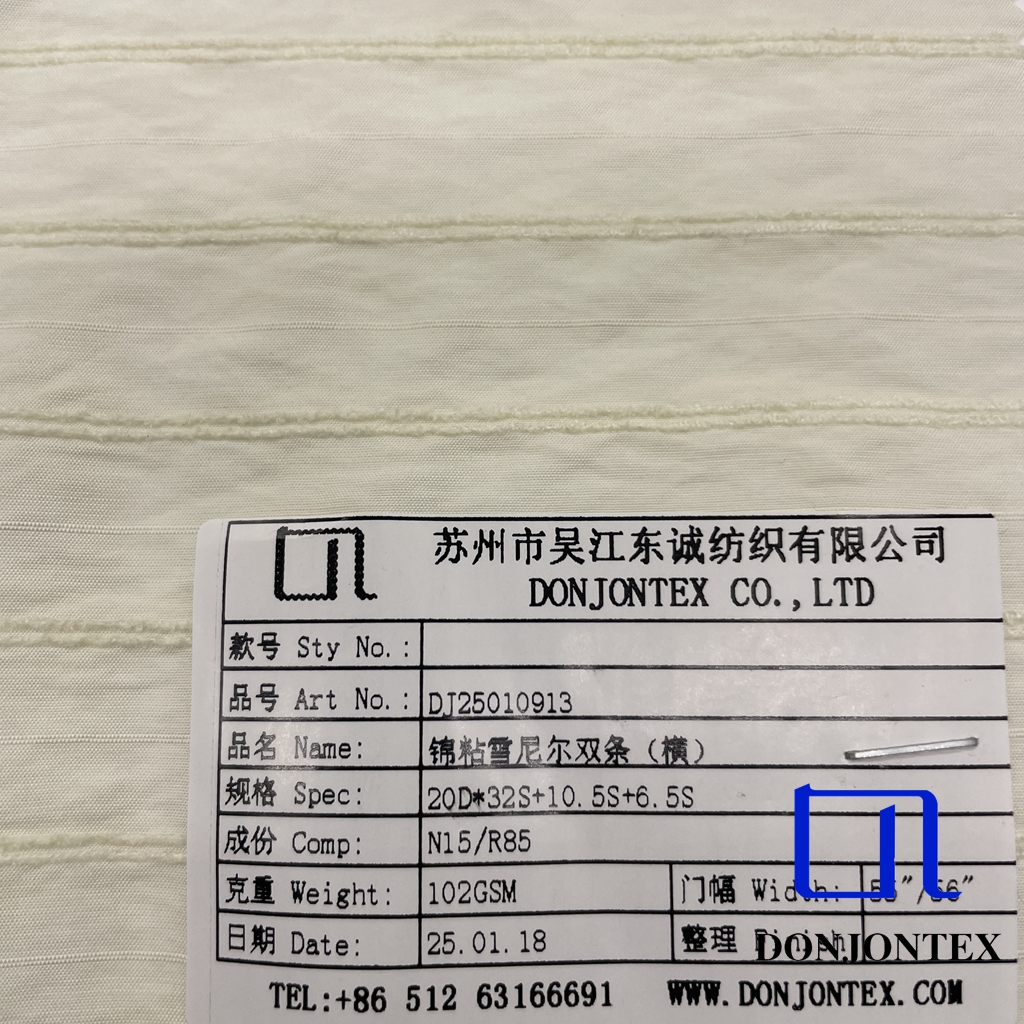 苏州市吴江东诚纺织有限公司
DONJONTEX CO.,LTD
款号 Sty No.:
品号 Art No.: DJ25010913
品名 Name: 锦粘雪尼尔双条（横）
规格 Spec: 20D*32S+10.5S+6.5S
成份 Comp: N15/R85
克重 Weight: 102GSM 门幅 Width:
日期 Date: 25.01.18 整理 Finish
DONJONTEX
TEL:+86 512 63166691 WWW.DONJONTEX.COM